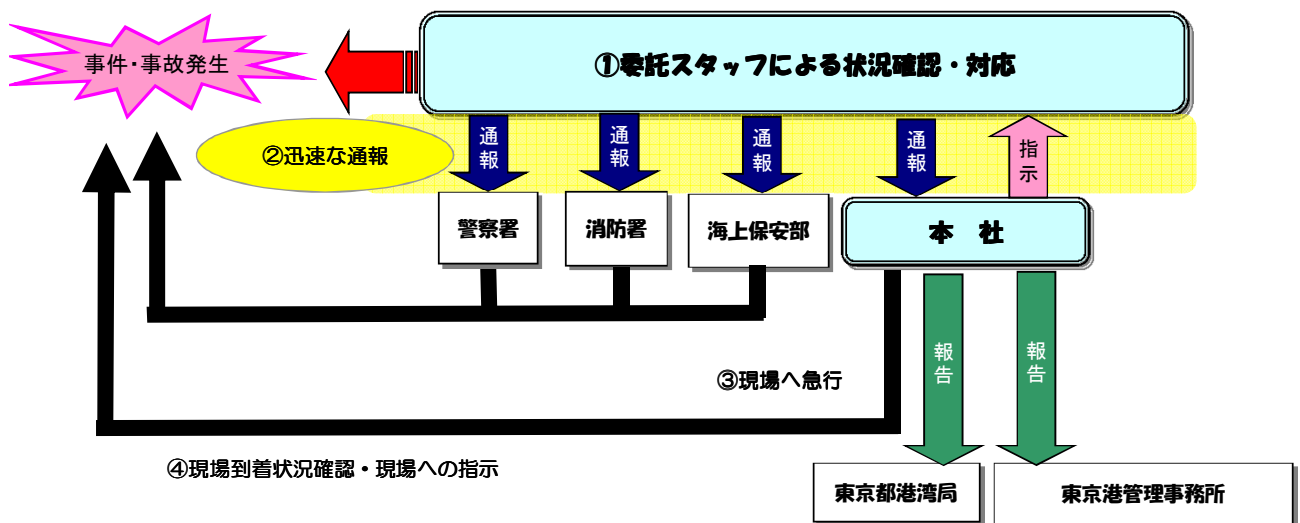 事件・事故発生
①委託スタッフによる状況確認・対応
②迅速な通報
通報
通報
通報
通報
指示
警察署
消防署
海上保安部
本 社
③現場へ急行
報告
報告
④現場到着状況確認・現場への指示
東京都港湾局
東京港管理事務所